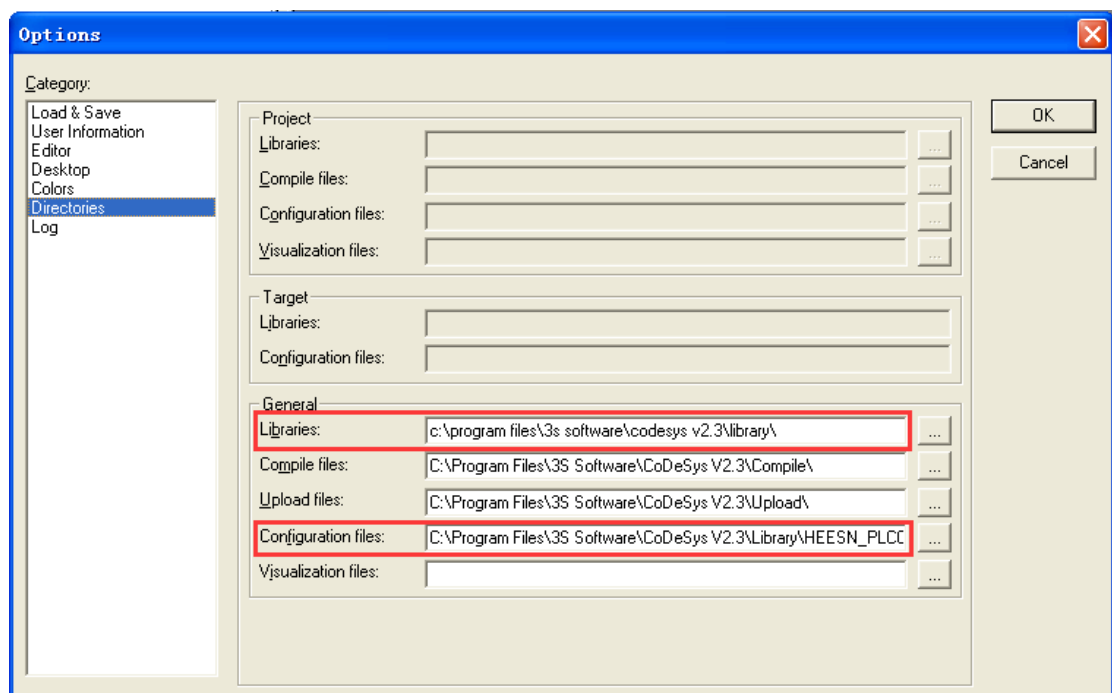 Options
Category:
Load & Save
User Information
Editor
Desktop
Colors
Directories
Log
Project
Libraries:
...
Compile files:
...
Configuration files:
...
Visualization files:
...
Target
Libraries:
Configuration files:
General
Libraries: c:\program files\3s software\codesys v2.3\library\ ...
Compile files: C:\Program Files\3S Software\CoDeSys V2.3\Compile\ ...
Upload files: C:\Program Files\3S Software\CoDeSys V2.3\Upload\ ...
Configuration files: C:\Program Files\3S Software\CoDeSys V2.3\Library\HEESN_PLCC ...
Visualization files: ...
OK
Cancel